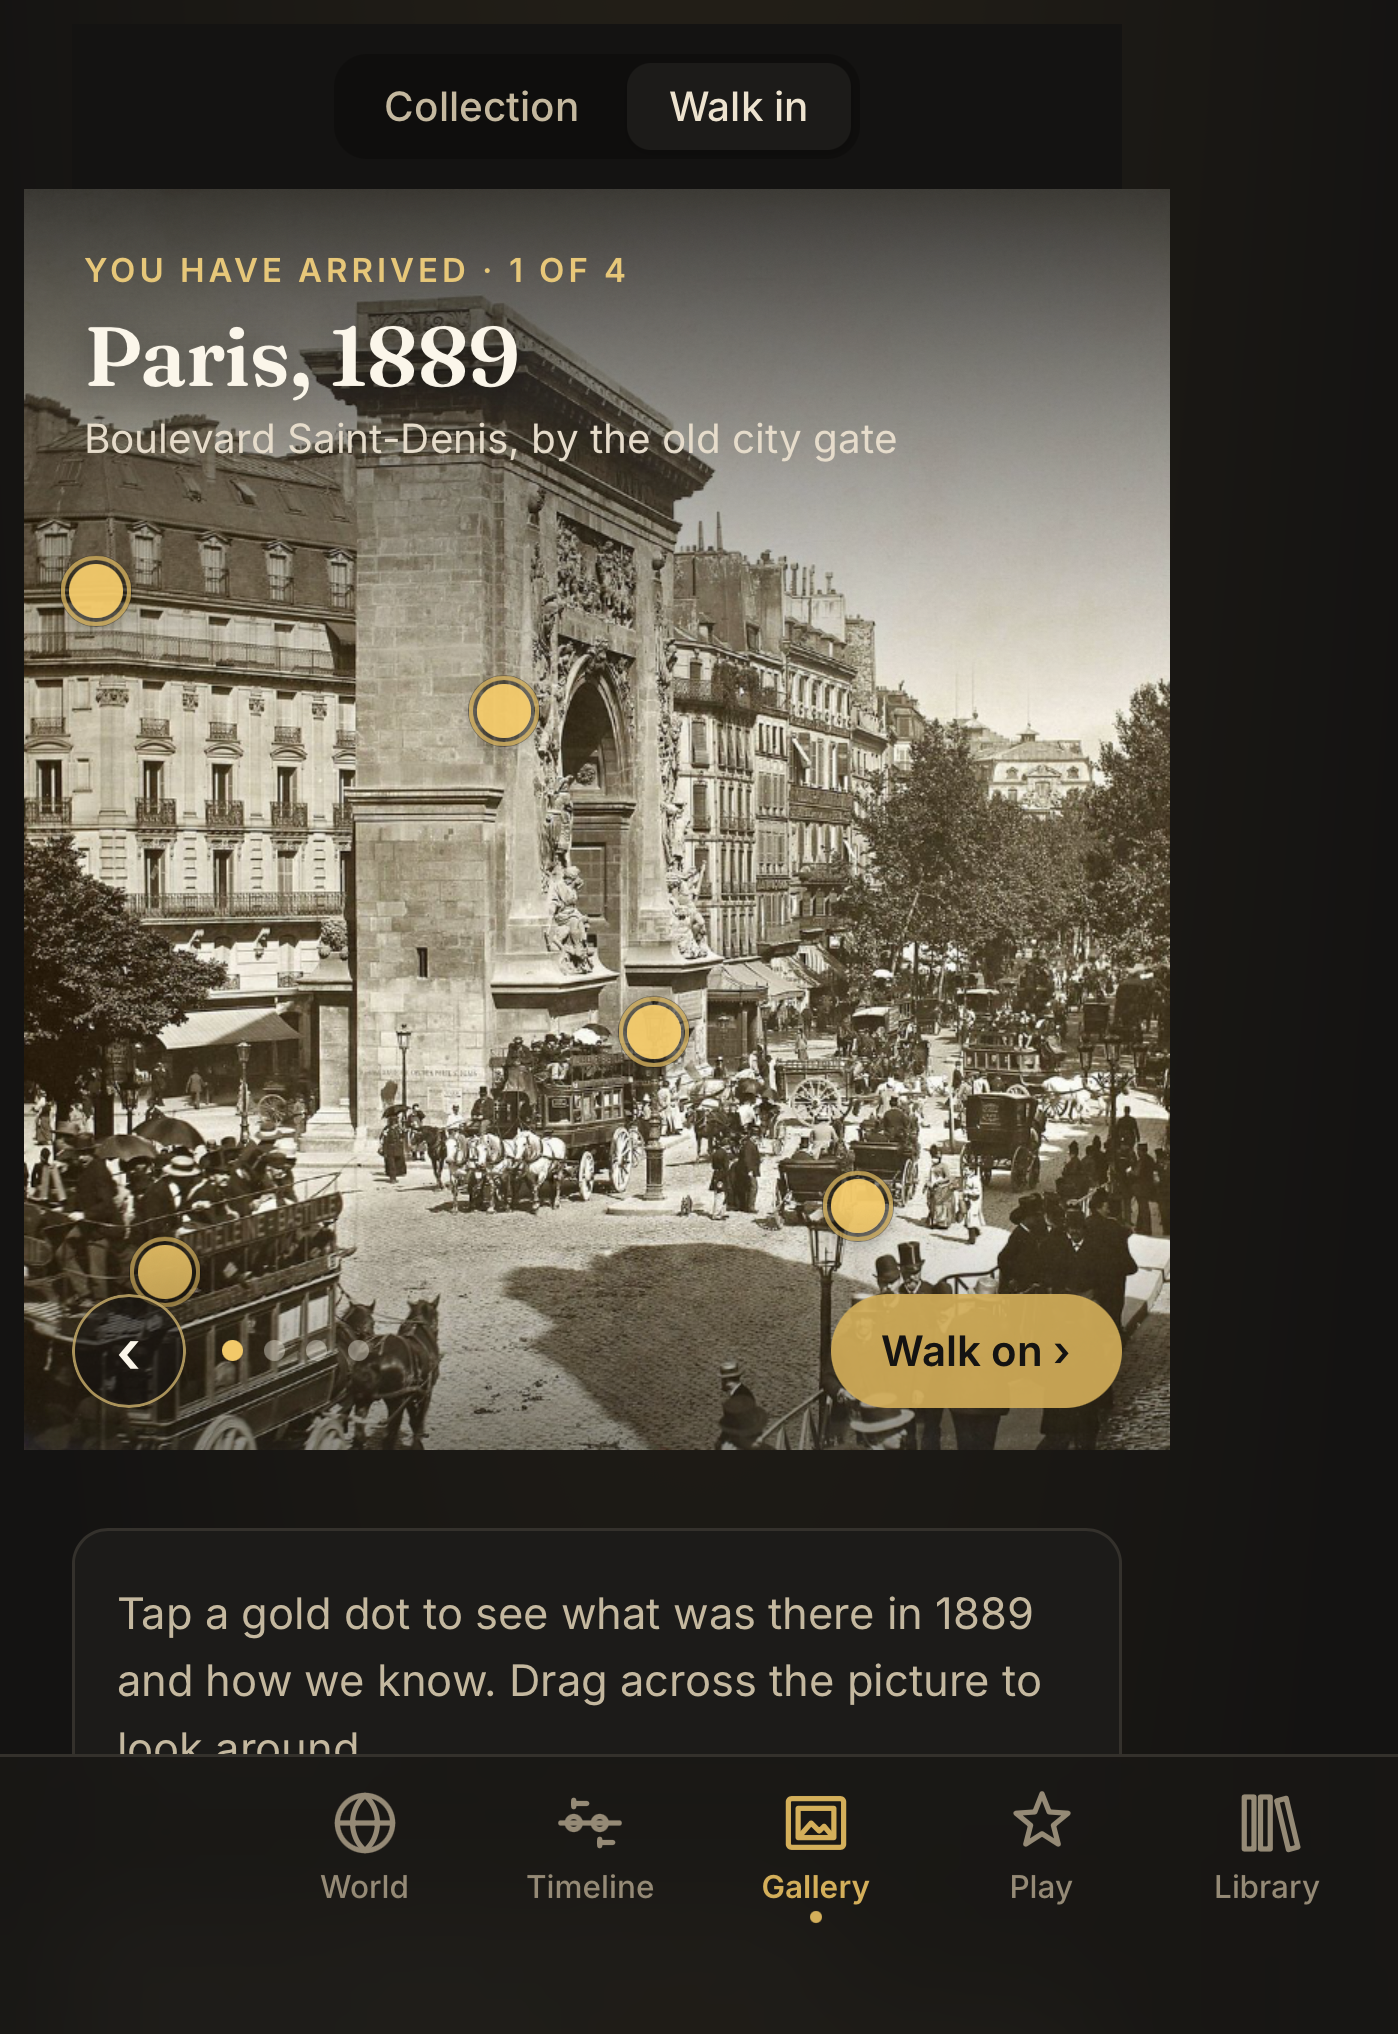 Collection
Walk in
YOU HAVE ARRIVED · 1 OF 4
Paris, 1889
Boulevard Saint-Denis, by the old city gate
‹
Walk on ›
Tap a gold dot to see what was there in 1889
and how we know. Drag across the picture to
look around
World
Timeline
Gallery
Play
Library